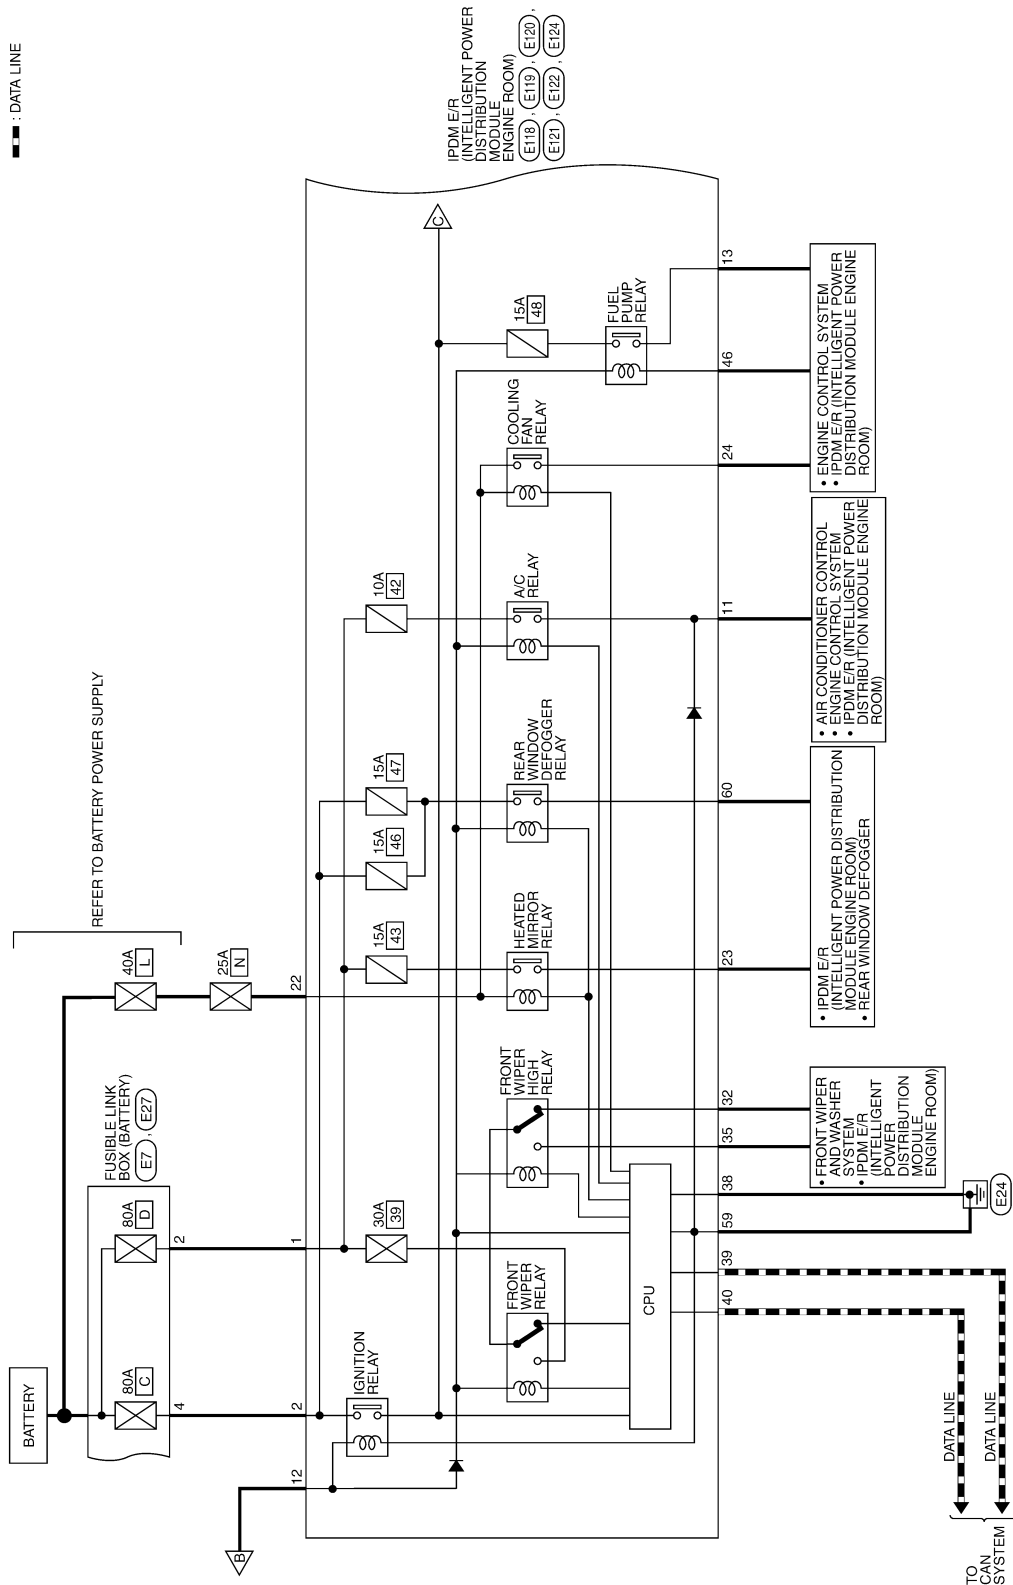 : DATA LINE
IPDM E/R
(INTELLIGENT POWER
DISTRIBUTION
MODULE
ENGINE ROOM)
E118 , E119 , E120 ,
E121 , E122 , E124
REFER TO BATTERY POWER SUPPLY
BATTERY
FUSIBLE LINK
BOX (BATTERY)
E7 , E27
80A
C
80A
D
40A
L
25A
N
4
2
B
12
2
1
22
C
IGNITION
RELAY
30A
39
15A
43
15A
46
15A
47
10A
42
15A
48
FRONT
WIPER
RELAY
FRONT
WIPER
HIGH
RELAY
HEATED
MIRROR
RELAY
REAR
WINDOW
DEFOGGER
RELAY
A/C
RELAY
COOLING
FAN
RELAY
FUEL
PUMP
RELAY
CPU
40
39
59
38
35
32
23
60
11
24
46
13
DATA LINE
DATA LINE
TO
CAN
SYSTEM
E24
• FRONT WIPER
AND WASHER
SYSTEM
• IPDM E/R
(INTELLIGENT
POWER
DISTRIBUTION
MODULE
ENGINE ROOM)
• IPDM E/R
(INTELLIGENT POWER DISTRIBUTION
MODULE ENGINE ROOM)
• REAR WINDOW DEFOGGER
• AIR CONDITIONER CONTROL
• ENGINE CONTROL SYSTEM
• IPDM E/R (INTELLIGENT POWER
DISTRIBUTION MODULE ENGINE
ROOM)
• ENGINE CONTROL SYSTEM
• IPDM E/R (INTELLIGENT POWER
DISTRIBUTION MODULE ENGINE
ROOM)